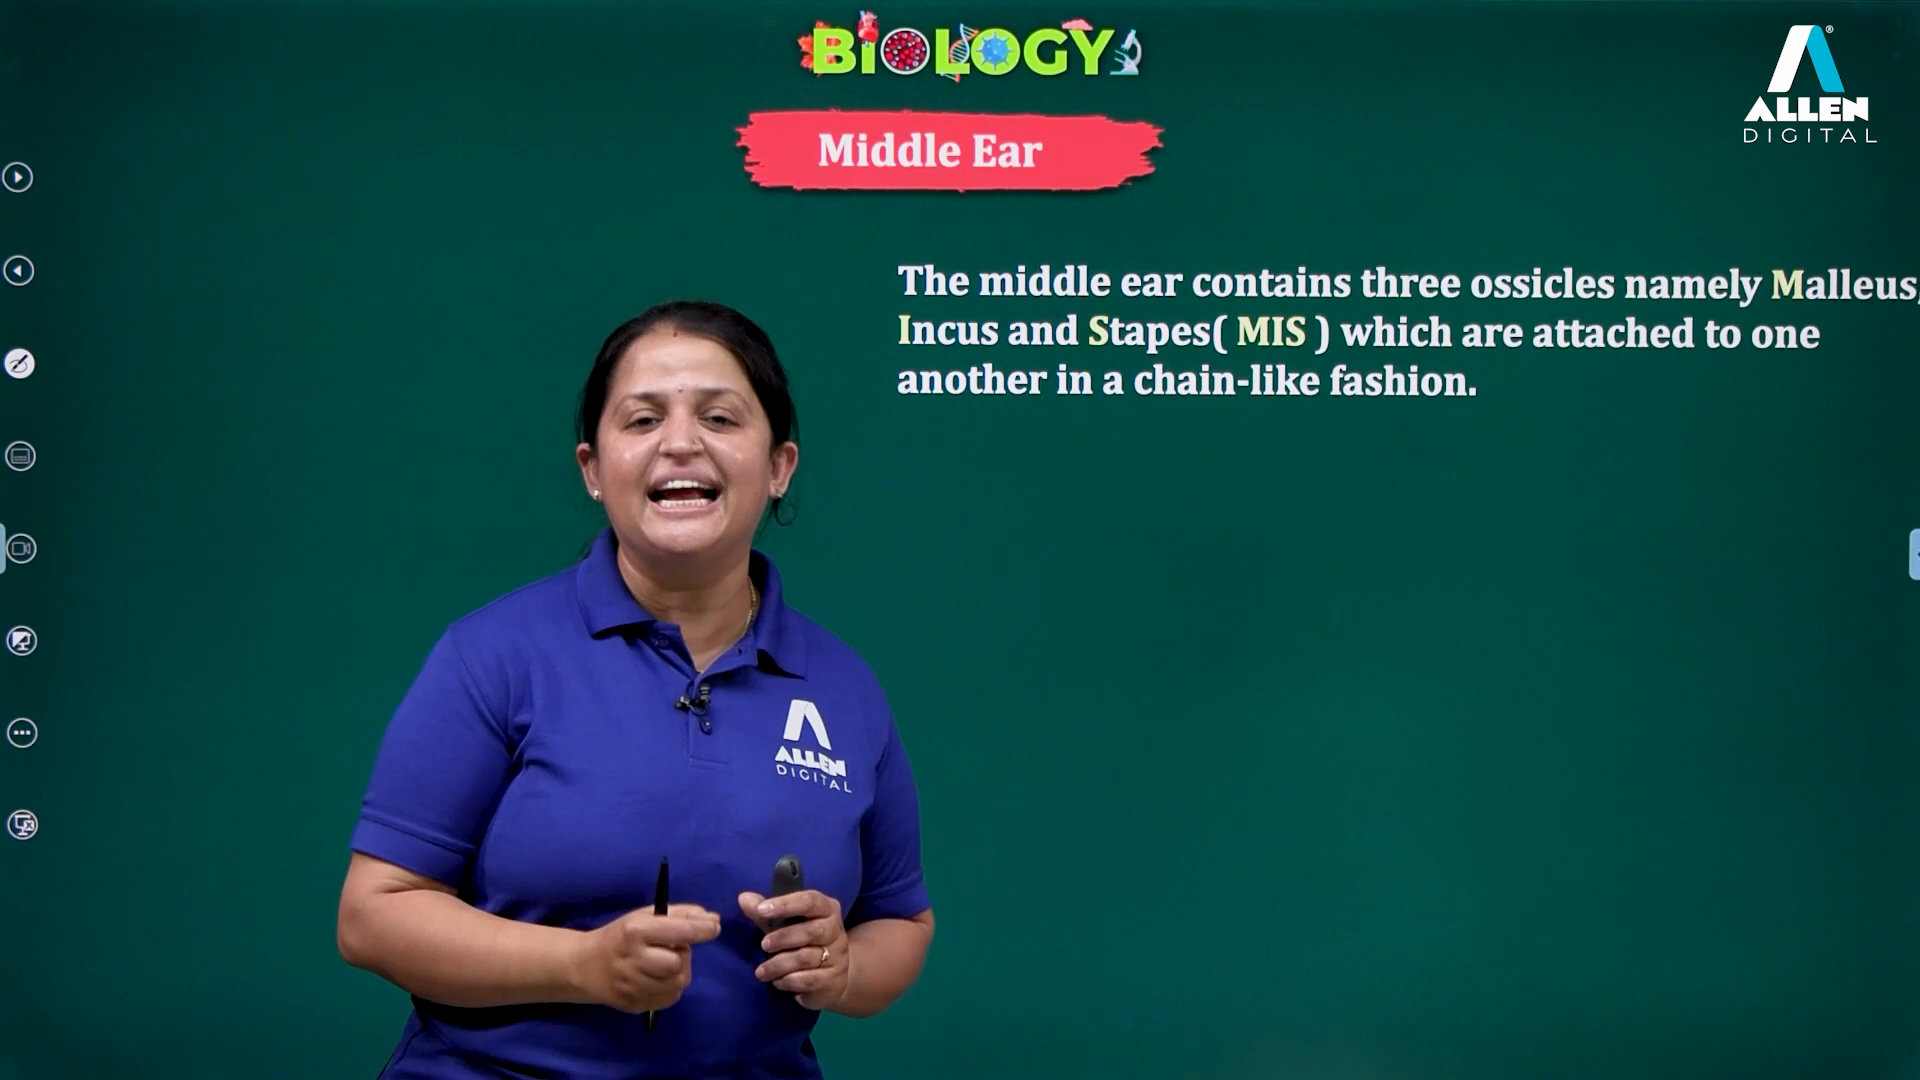 BIOLOGY
ALLEN
DIGITAL
Middle Ear
The middle ear contains three ossicles namely Malleus,
Incus and Stapes( MIS ) which are attached to one
another in a chain-like fashion.
ALLEN
DIGITAL